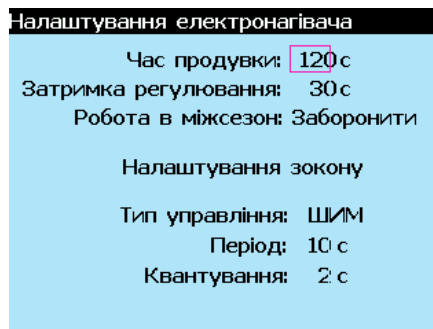 Налаштування електронагівача
Час продувки: 120 с
Затримка регулювання: 30 с
Робота в міжсезон: Заборонити
Налаштування зокону
Тип управління: ШИМ
Період: 10 с
Квантування: 2 с